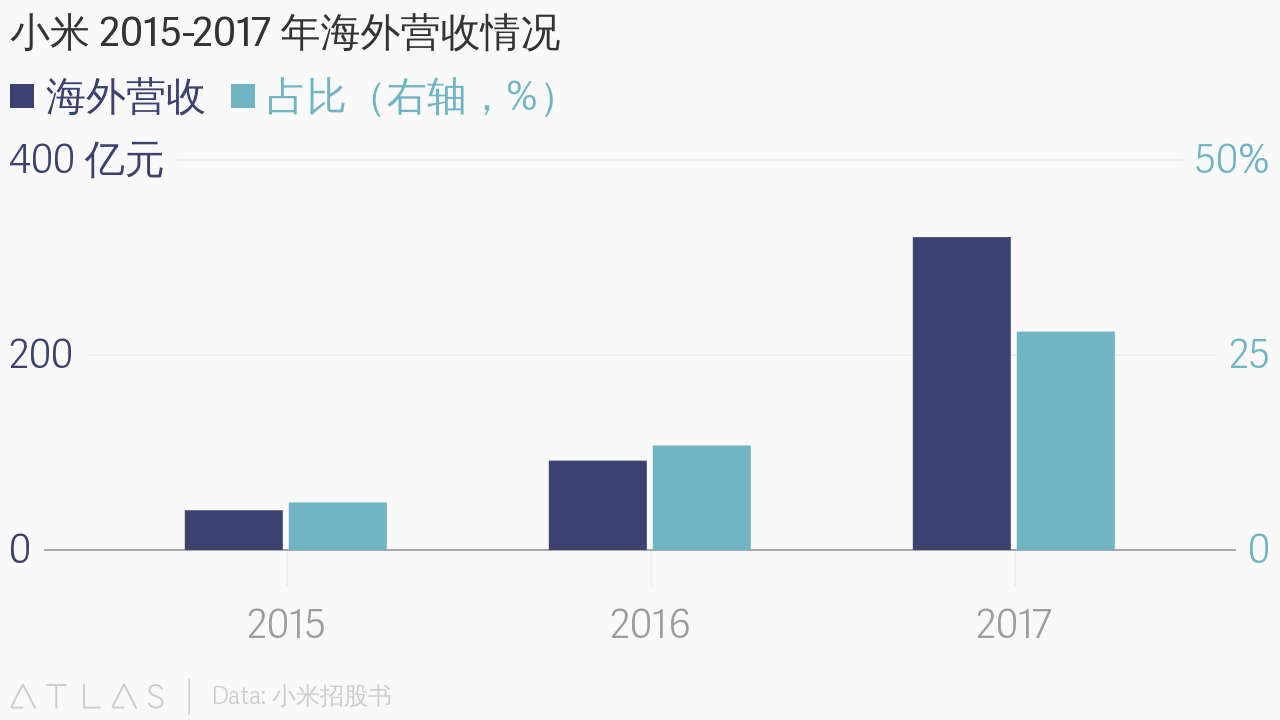 小米 2015-2017 年海外营收情况
海外营收 占比（右轴，%）
400 亿元 50%
200 25
0 0
2015 2016 2017
ATLAS | Data: 小米招股书